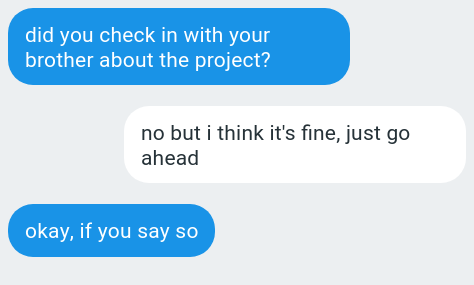 did you check in with your
brother about the project?
no but i think it's fine, just go
ahead
okay, if you say so